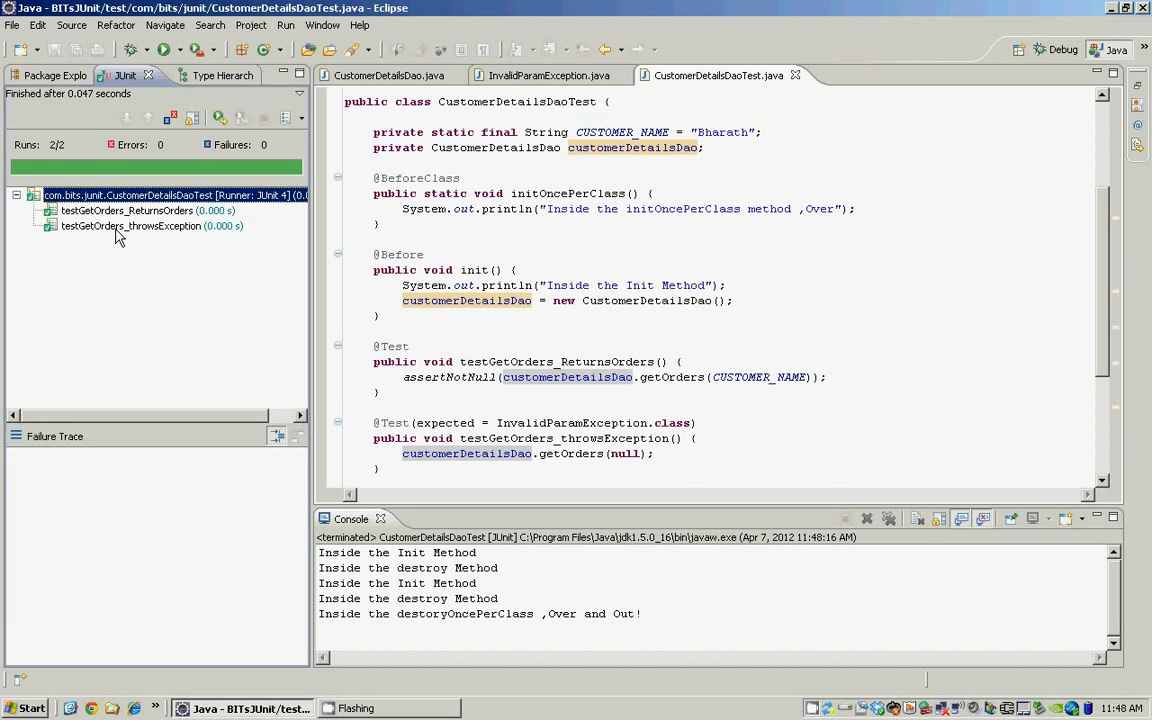 Java - BITsJUnit/test/com/bits/junit/CustomerDetailsDaoTest.java - Eclipse
File Edit Source Refactor Navigate Search Project Run Window Help
Debug Java »
Package Explo JUnit Type Hierarch
Finished after 0.047 seconds
Runs: 2/2 Errors: 0 Failures: 0
com.bits.junit.CustomerDetailsDaoTest [Runner: JUnit 4] (0.0
testGetOrders_ReturnsOrders (0.000 s)
testGetOrders_throwsException (0.000 s)
Failure Trace
CustomerDetailsDao.java InvalidParamException.java CustomerDetailsDaoTest.java
public class CustomerDetailsDaoTest {
private static final String CUSTOMER_NAME = "Bharath";
private CustomerDetailsDao customerDetailsDao;
@BeforeClass
public static void initOncePerClass() {
System.out.println("Inside the initOncePerClass method ,Over");
}
@Before
public void init() {
System.out.println("Inside the Init Method");
customerDetailsDao = new CustomerDetailsDao();
}
@Test
public void testGetOrders_ReturnsOrders() {
assertNotNull(customerDetailsDao.getOrders(CUSTOMER_NAME));
}
@Test(expected = InvalidParamException.class)
public void testGetOrders_throwsException() {
customerDetailsDao.getOrders(null);
}
Console
<terminated> CustomerDetailsDaoTest [JUnit] C:\Program Files\Java\jdk1.5.0_16\bin\javaw.exe (Apr 7, 2012 11:48:16 AM)
Inside the Init Method
Inside the destroy Method
Inside the Init Method
Inside the destroy Method
Inside the destoryOncePerClass ,Over and Out!
Start » Java - BITsJUnit/test... Flashing 11:48 AM